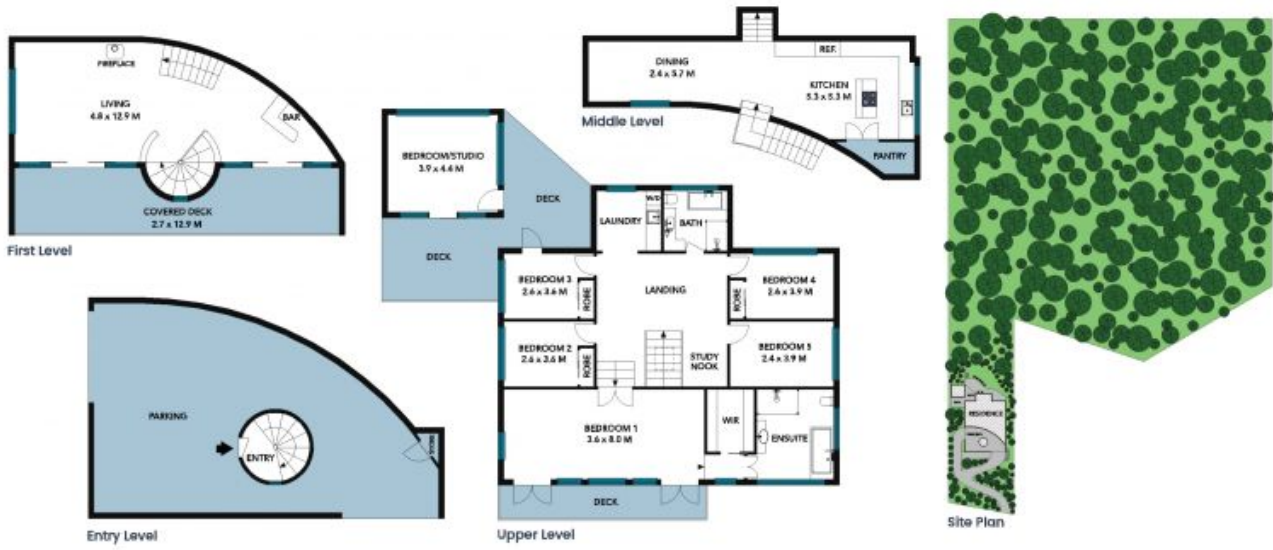 FIREPLACE
LIVING
4.8 x 12.9 M
BAR
COVERED DECK
2.7 x 12.9 M
First Level
DINING
2.4 x 5.7 M
REF.
KITCHEN
5.3 x 5.3 M
PANTRY
Middle Level
BEDROOM/STUDIO
3.9 x 4.4 M
DECK
DECK
LAUNDRY
W/D
BATH
BEDROOM 3
2.6 x 3.6 M
ROBE
LANDING
BEDROOM 4
2.6 x 3.9 M
ROBE
BEDROOM 2
2.6 x 3.6 M
ROBE
STUDY
NOOK
BEDROOM 5
2.4 x 3.9 M
BEDROOM 1
3.6 x 8.0 M
WIR
ENSUITE
DECK
Upper Level
PARKING
ENTRY
Entry Level
RESIDENCE
Site Plan